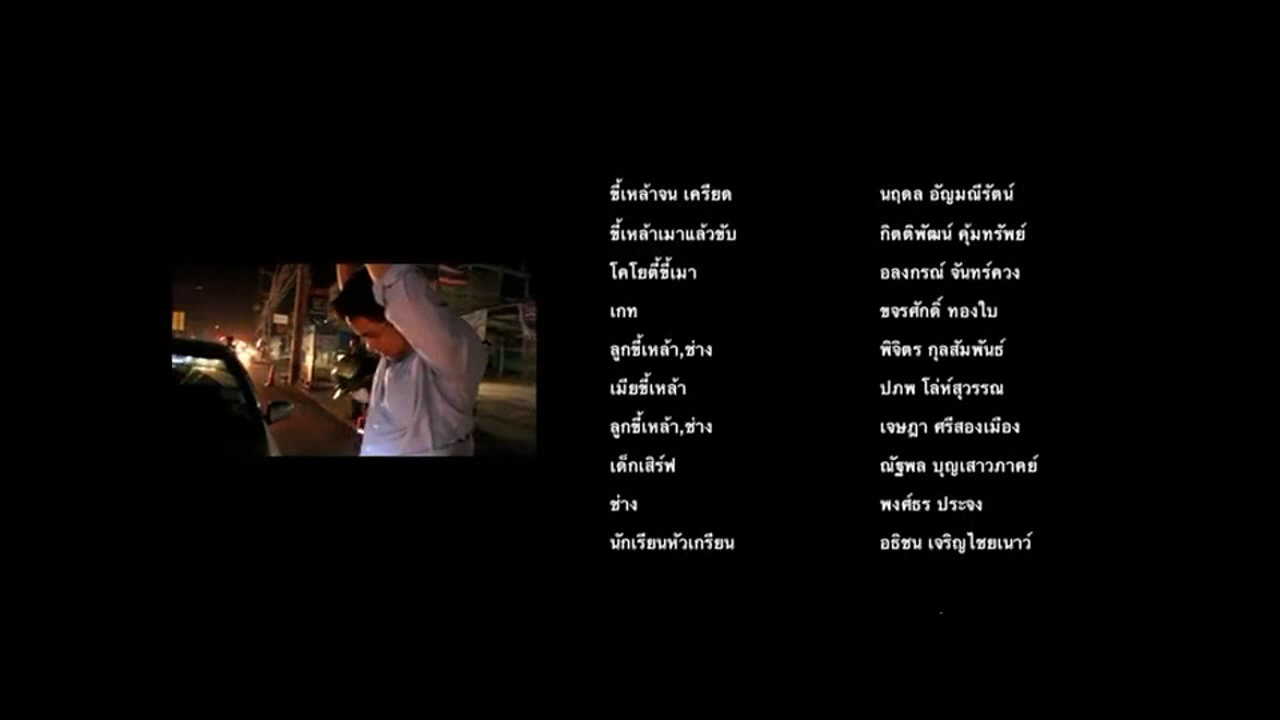 ขี้เหล้าจน เครียด นฤดล อัญมณีรัตน์
ขี้เหล้าเมาแล้วขับ กิตติพัฒน์ คุ้มทรัพย์
โคโยตี้ขี้เมา อลงกรณ์ จันทร์ควง
เกท ขจรศักดิ์ ทองใบ
ลูกขี้เหล้า,ช่าง พิจิตร กุลสัมพันธ์
เมียขี้เหล้า ปภพ โล่ห์สุวรรณ
ลูกขี้เหล้า,ช่าง เจษฎา ศรีสองเมือง
เด็กเสิร์ฟ ณัฐพล บุญเสาวภาคย์
ช่าง พงศ์ธร ประจง
นักเรียนหัวเกรียน อธิชน เจริญไชยเนาว์